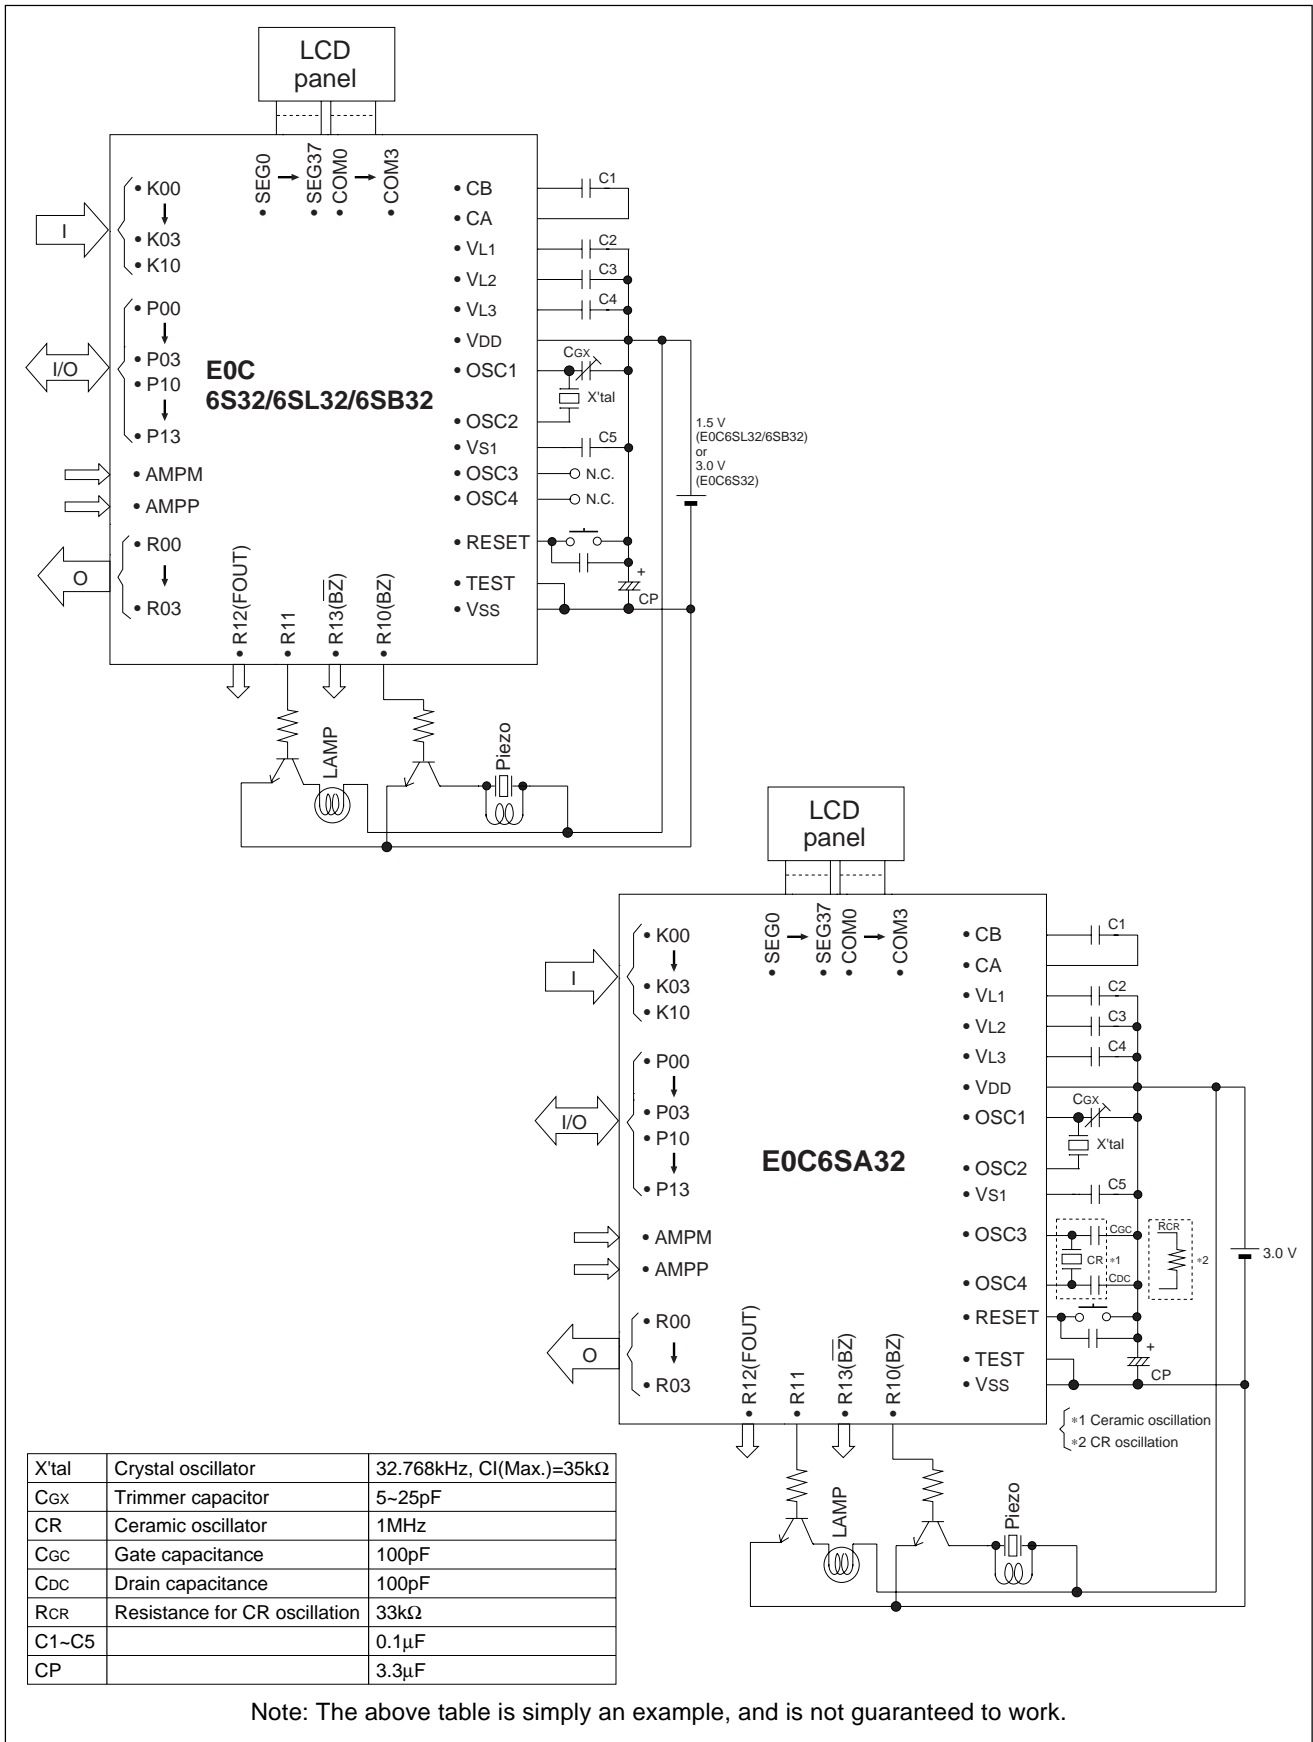 LCD
panel
SEG0
SEG37
COM0
COM3
K00
K03
K10
P00
P03
P10
P13
AMPM
AMPP
R00
R03
I
I/O
O
E0C
6S32/6SL32/6SB32
CB
CA
VL1
VL2
VL3
VDD
OSC1
OSC2
VS1
OSC3
OSC4
RESET
TEST
VSS
C1
C2
C3
C4
CGX
X'tal
C5
N.C.
N.C.
+
CP
1.5 V
(E0C6SL32/6SB32)
or
3.0 V
(E0C6S32)
R12(FOUT)
R11
R13(B̅Z̅)
R10(BZ)
LAMP
Piezo
LCD
panel
SEG0
SEG37
COM0
COM3
K00
K03
K10
P00
P03
P10
P13
AMPM
AMPP
R00
R03
I
I/O
O
E0C6SA32
CB
CA
VL1
VL2
VL3
VDD
OSC1
OSC2
VS1
OSC3
OSC4
RESET
TEST
VSS
C1
C2
C3
C4
CGX
X'tal
C5
CGC
CR *1
CDC
RCR
*2
+
CP
3.0 V
*1 Ceramic oscillation
*2 CR oscillation
R12(FOUT)
R11
R13(B̅Z̅)
R10(BZ)
LAMP
Piezo
X'tal Crystal oscillator 32.768kHz, CI(Max.)=35kΩ
CGX Trimmer capacitor 5~25pF
CR Ceramic oscillator 1MHz
CGC Gate capacitance 100pF
CDC Drain capacitance 100pF
RCR Resistance for CR oscillation 33kΩ
C1~C5 0.1μF
CP 3.3μF
Note: The above table is simply an example, and is not guaranteed to work.